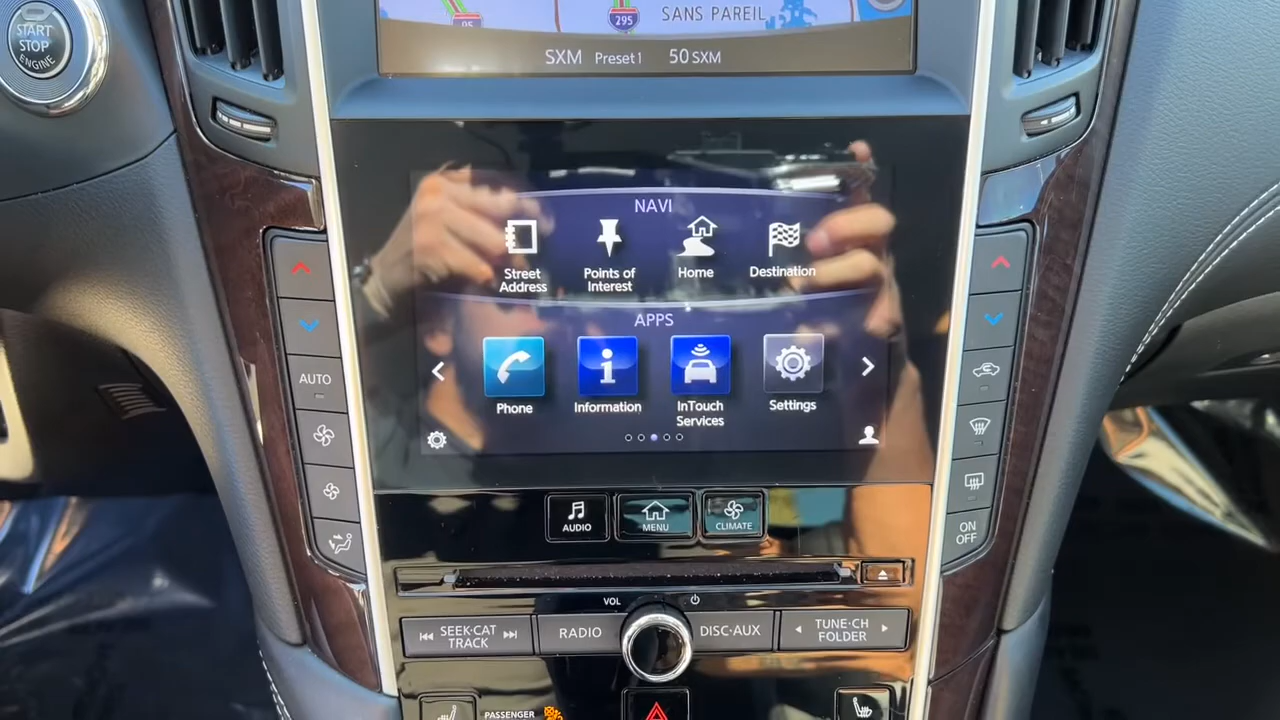 START
STOP
ENGINE
95
295
SANS PAREIL
SXM Preset1 50 SXM
NAVI
Street
Address
Points of
Interest
Home
Destination
APPS
Phone
Information
InTouch
Services
Settings
AUTO
ON
OFF
AUDIO
MENU
CLIMATE
VOL
SEEK·CAT
TRACK
RADIO
DISC·AUX
TUNE·CH
FOLDER
PASSENGER